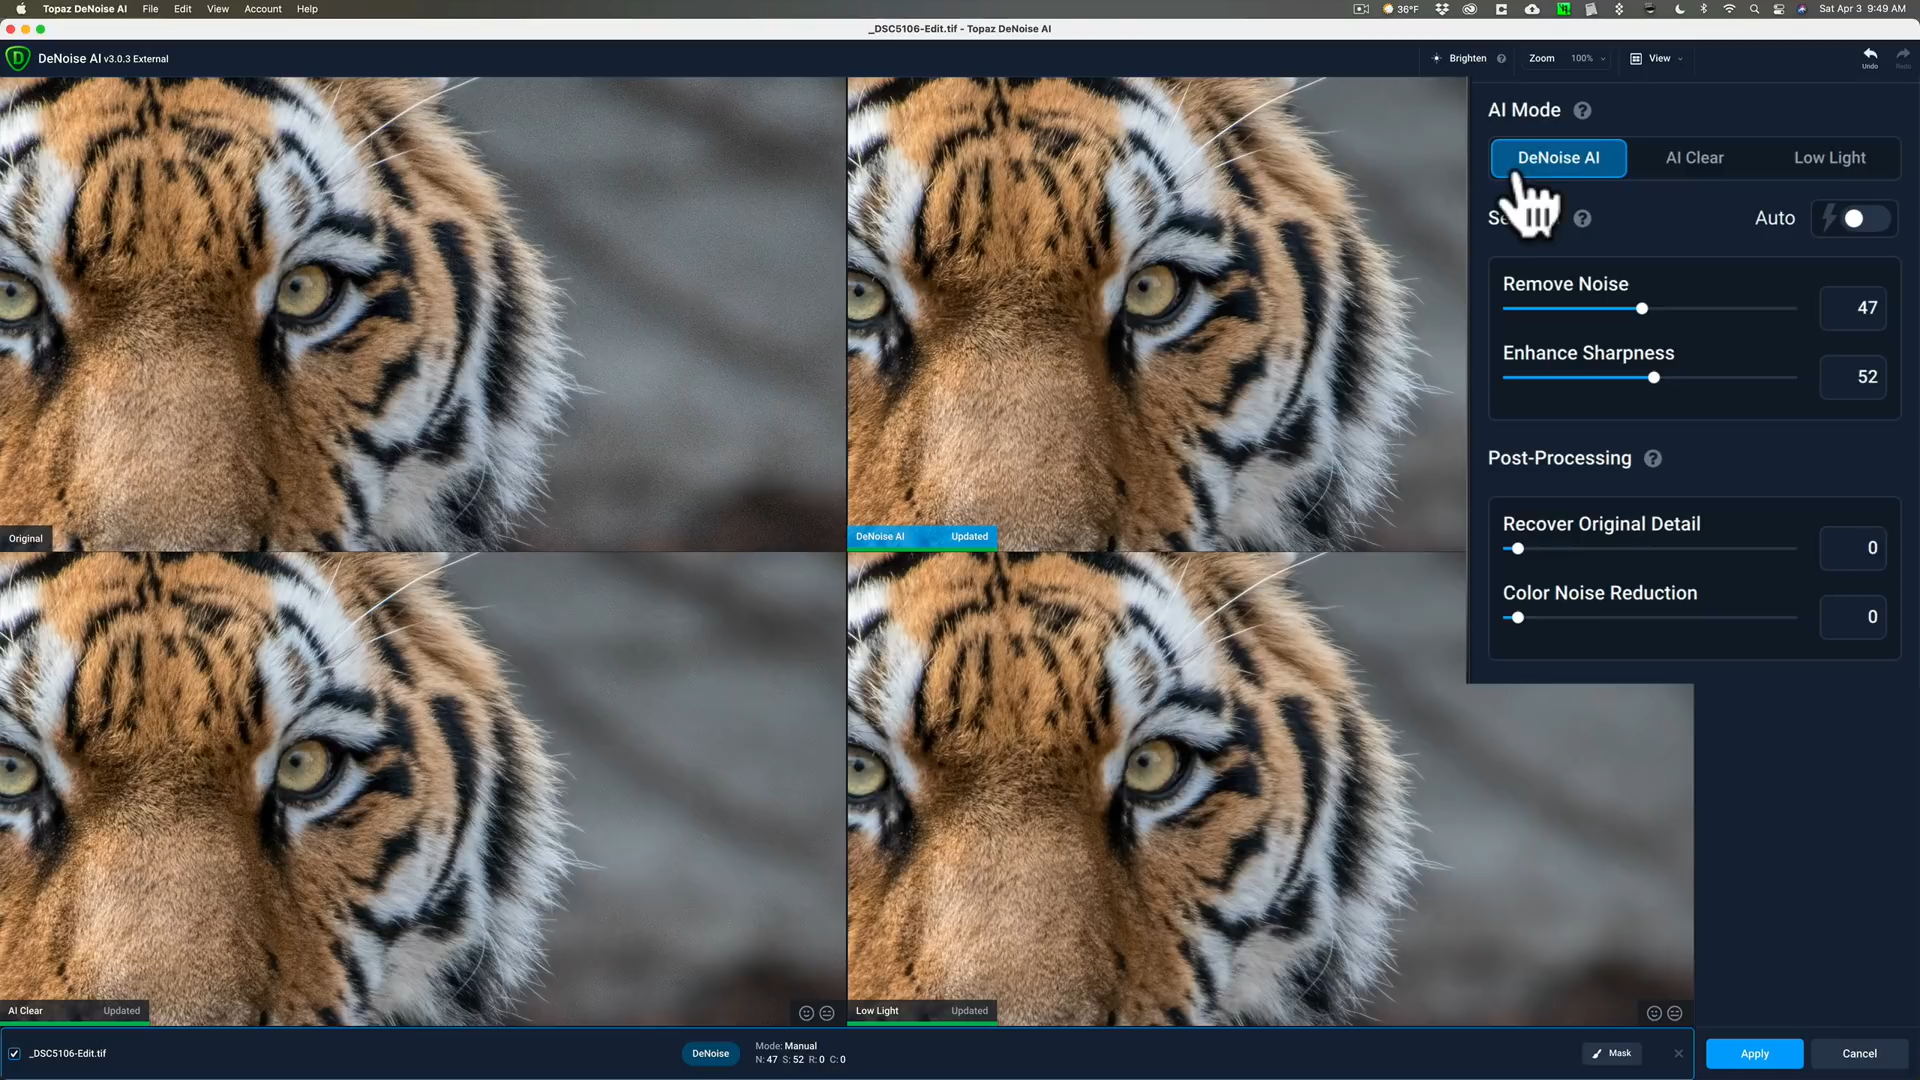 Topaz DeNoise AI File Edit View Account Help 36°F Sat Apr 3 9:49 AM
_DSC5106-Edit.tif - Topaz DeNoise AI
DeNoise AI v3.0.3 External Brighten ? Zoom 100% View Undo Redo
AI Mode ?
DeNoise AI AI Clear Low Light
? Auto
Remove Noise
47
Enhance Sharpness
52
Post-Processing ?
Recover Original Detail
0
Color Noise Reduction
0
Original
DeNoise AI Updated
AI Clear Updated
Low Light Updated
_DSC5106-Edit.tif
DeNoise
Mode: Manual
N: 47 S: 52 R: 0 C: 0
Mask
Apply
Cancel